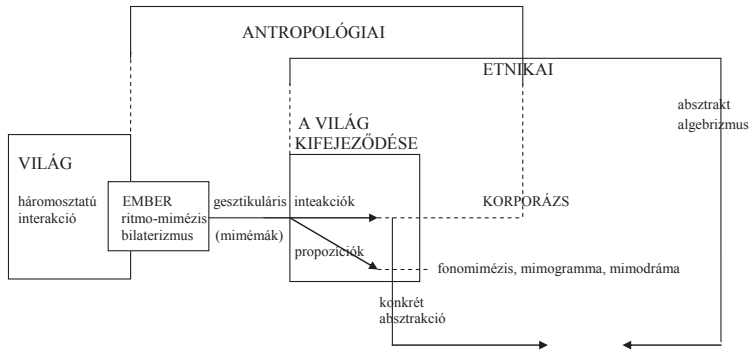 ANTROPOLÓGIAI
ETNIKAI
absztrakt
algebrizmus
A VILÁG
KIFEJEZŐDÉSE
VILÁG
háromosztatú
interakció
EMBER
ritmo-mimézis
bilaterizmus
gesztikuláris
(mimémák)
inteakciók
propozíciók
KORPORÁZS
fonomimézis, mimogramma, mimodráma
konkrét
absztrakció